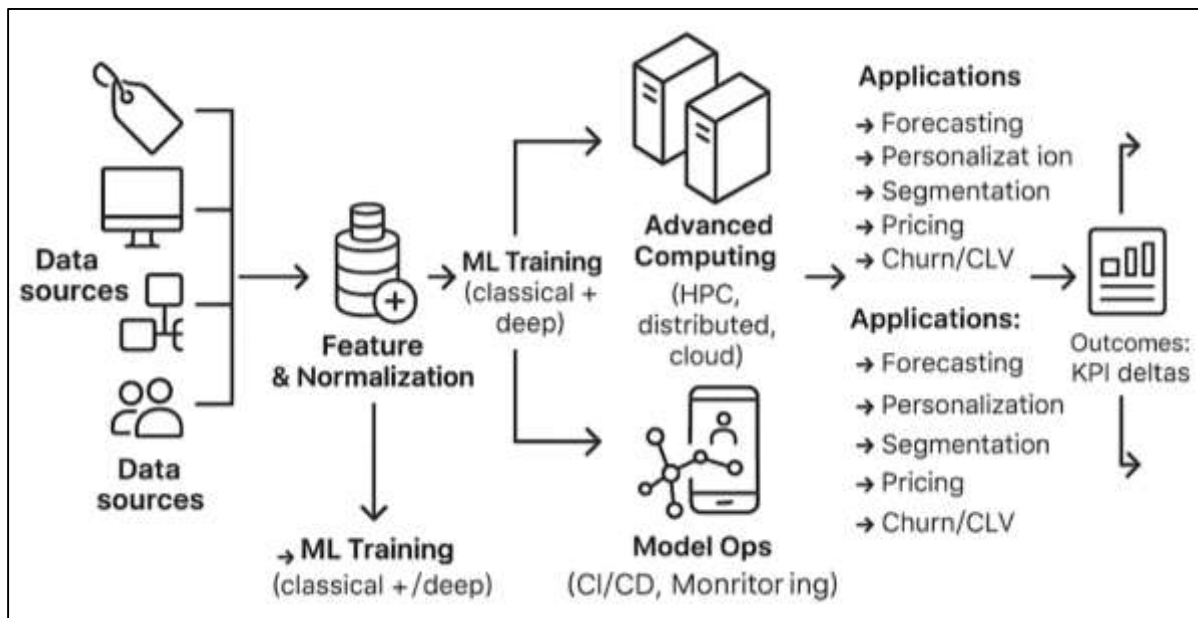 Data
sources
Data
sources
Feature
& Normalization
→ ML Training
(classical +/deep)
ML Training
(classical +
deep)
Advanced
Computing
(HPC,
distributed,
cloud)
Model Ops
(CI/CD, Monritor ing)
Applications
→ Forecasting
→ Personalizat ion
→ Segmentation
→ Pricing
→ Churn/CLV
Applications:
→ Forecasting
→ Personalization
→ Segmentation
→ Pricing
→ Churn/CLV
Outcomes:
KPI deltas